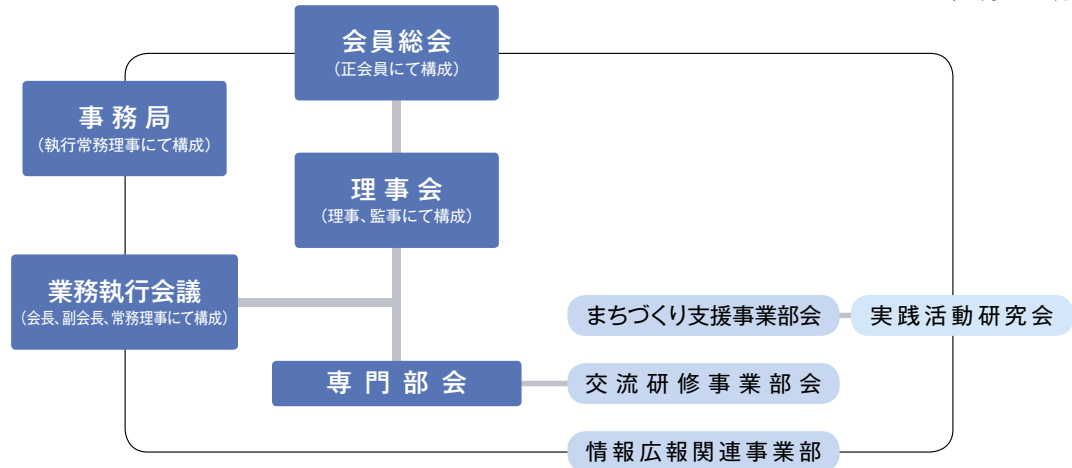 会員総会
（正会員にて構成）
事務局
（執行常務理事にて構成）
理事会
（理事、監事にて構成）
業務執行会議
（会長、副会長、常務理事にて構成）
まちづくり支援事業部会
実践活動研究会
専門部会
交流研修事業部会
情報広報関連事業部